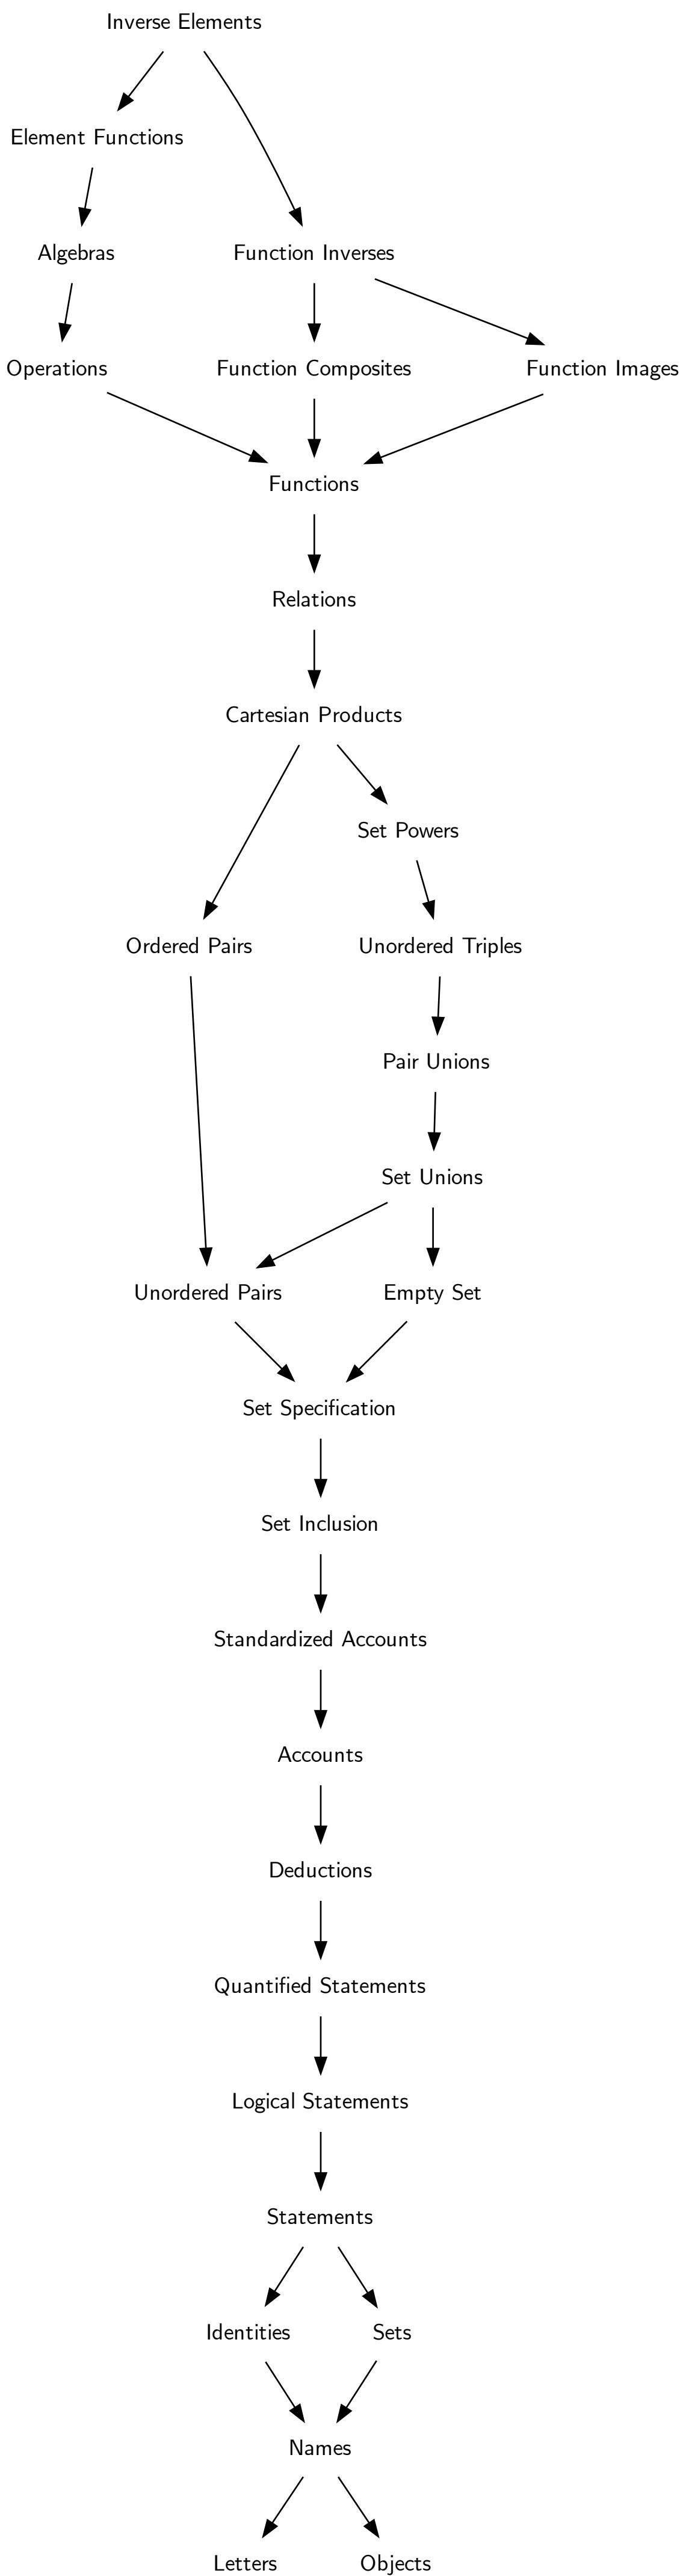 Inverse Elements
Element Functions
Algebras
Function Inverses
Operations
Function Composites
Function Images
Functions
Relations
Cartesian Products
Set Powers
Ordered Pairs
Unordered Triples
Pair Unions
Set Unions
Unordered Pairs
Empty Set
Set Specification
Set Inclusion
Standardized Accounts
Accounts
Deductions
Quantified Statements
Logical Statements
Statements
Identities
Sets
Names
Letters
Objects